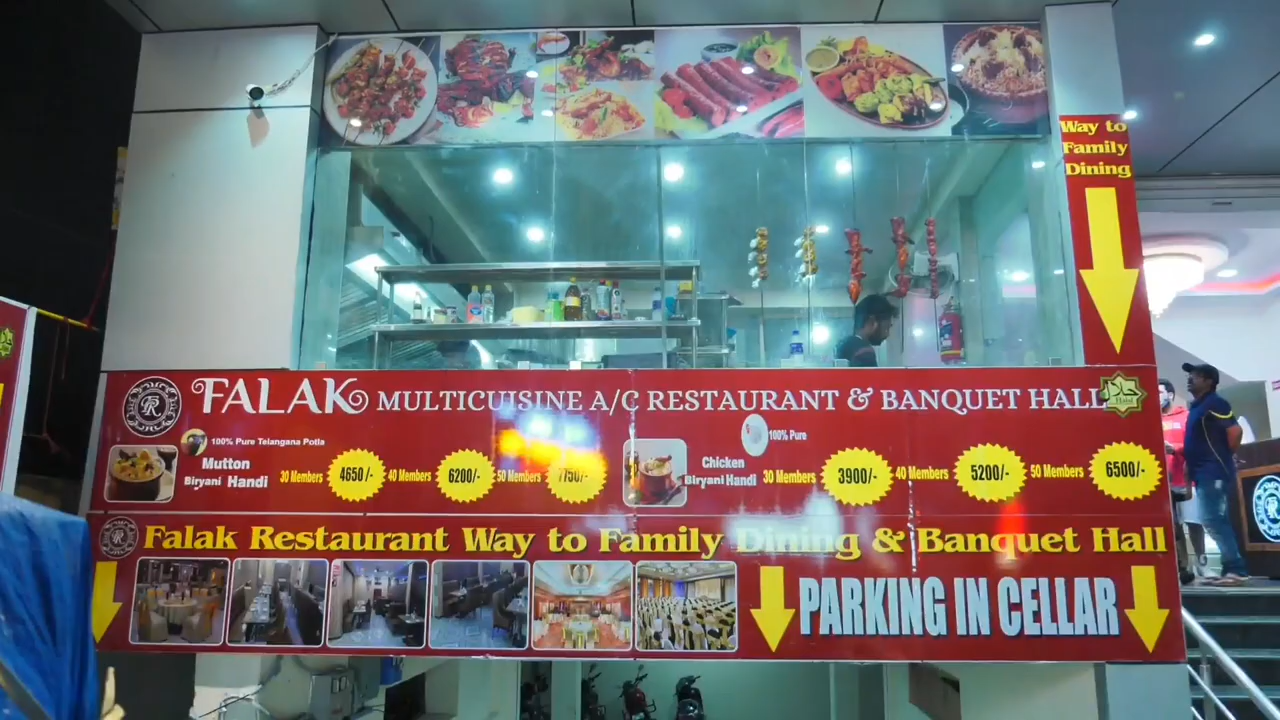 Way to
Family
Dining
FALAK MULTICUISINE A/C RESTAURANT & BANQUET HALL
حلال
Halal
100% Pure Telangana Potla
Mutton
Biryani Handi
30 Members 4650/- 40 Members 6200/- 50 Members 7750/-
100% Pure
Chicken
Biryani Handi
30 Members 3900/- 40 Members 5200/- 50 Members 6500/-
Falak Restaurant Way to Family Dining & Banquet Hall
PARKING IN CELLAR